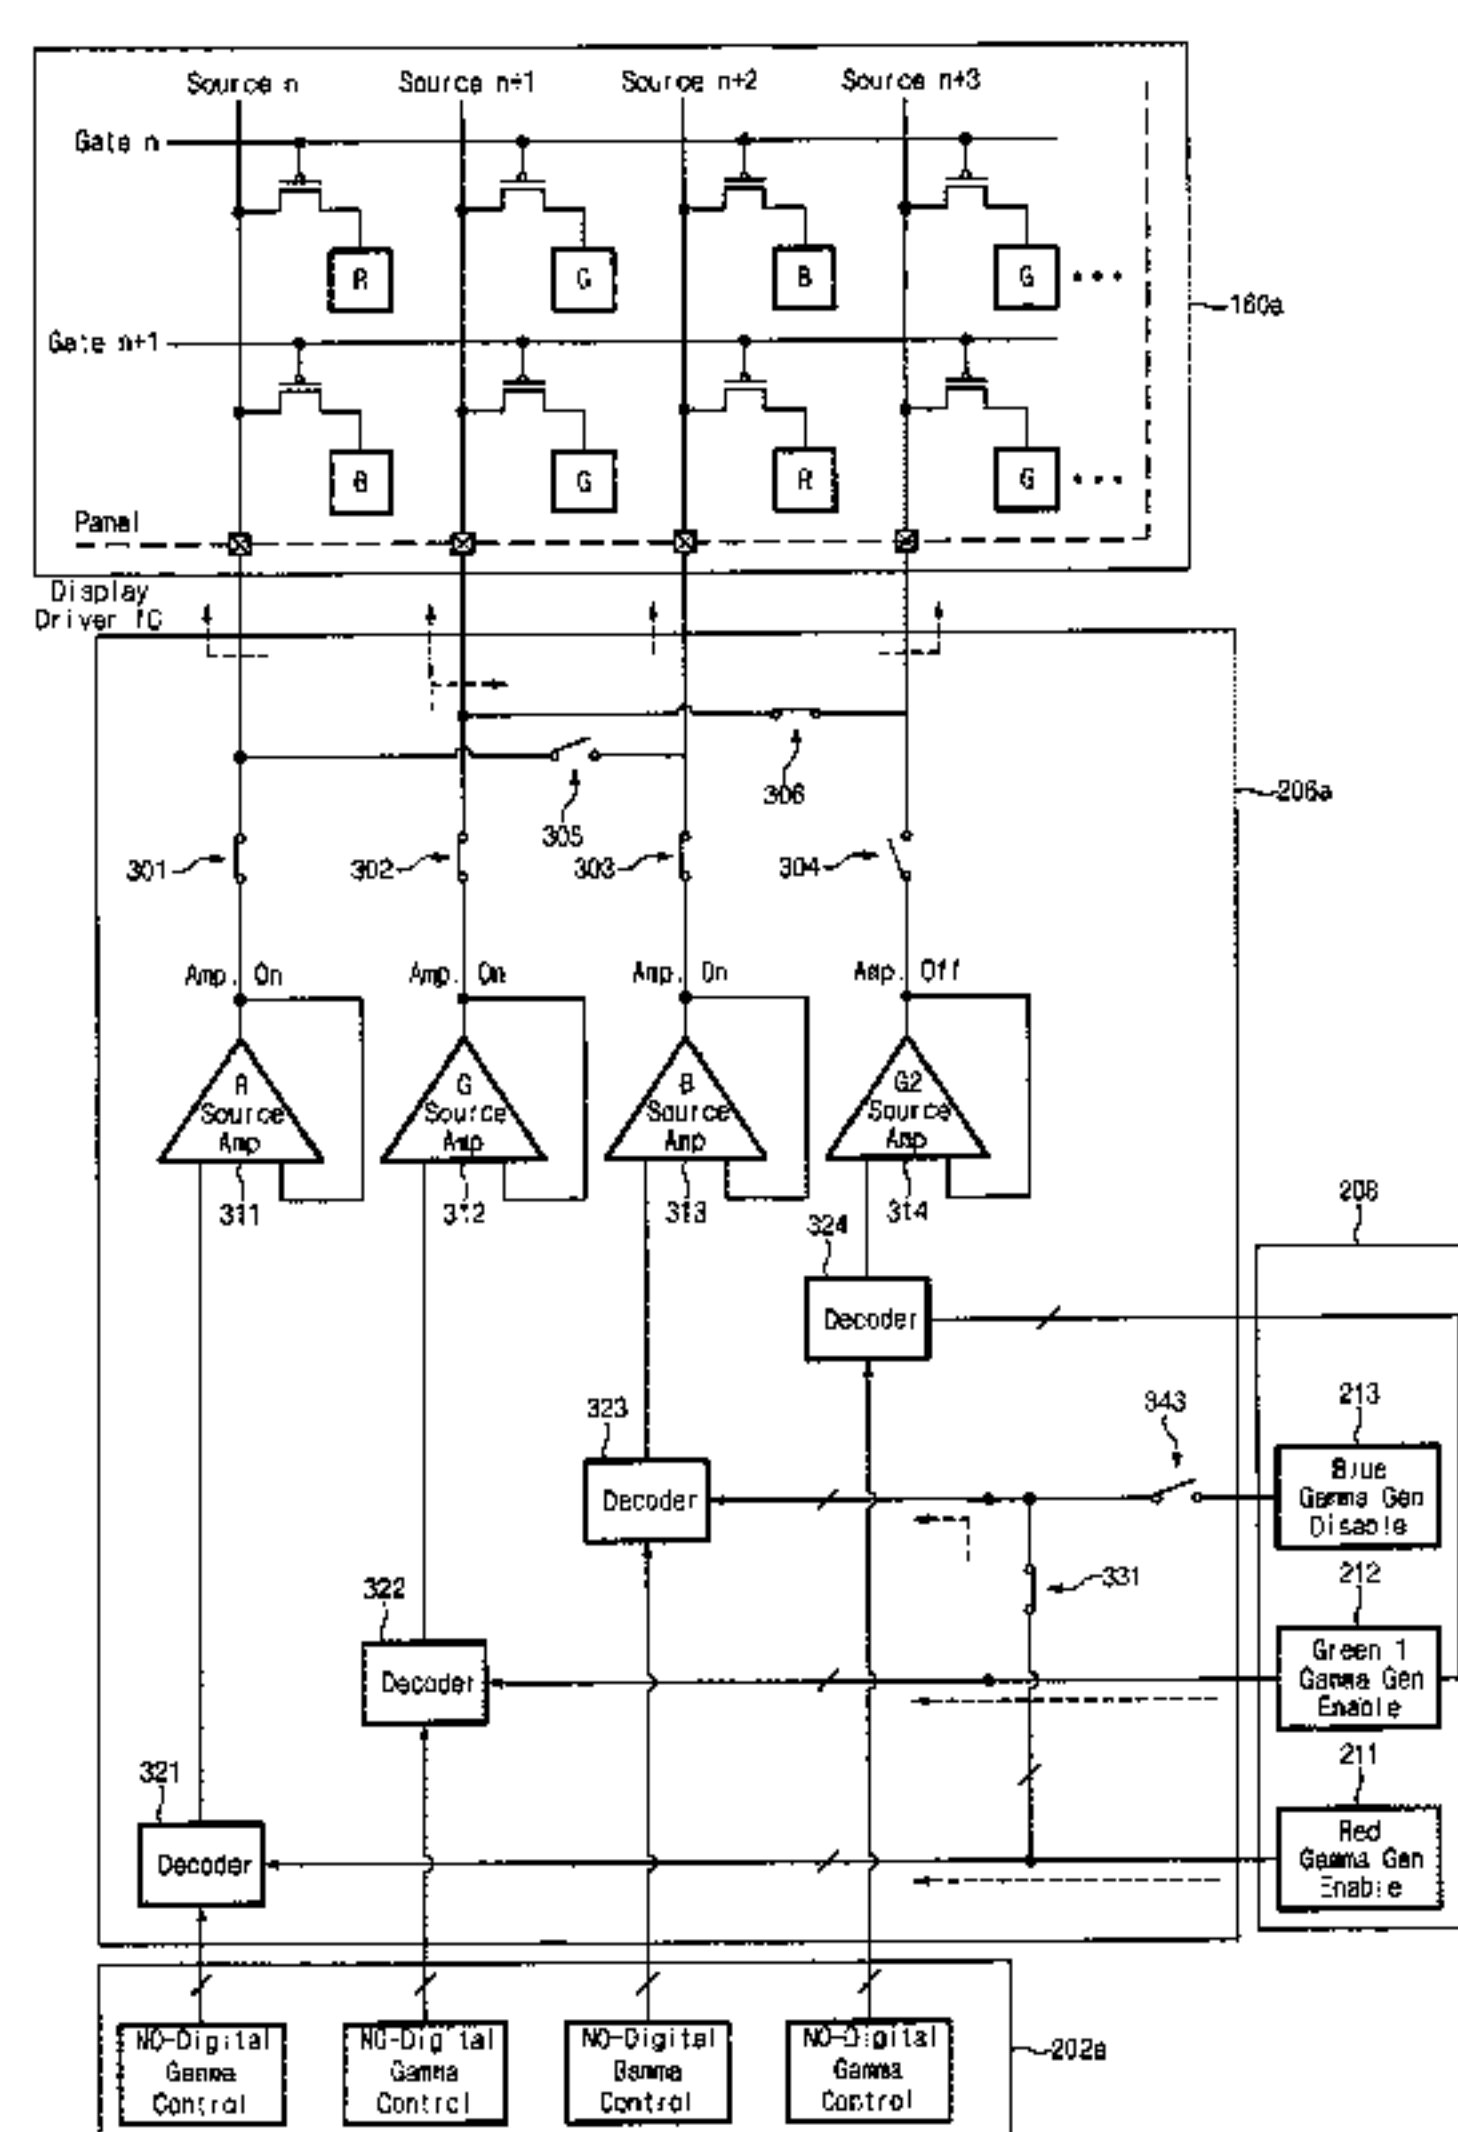 Source n Source n+1 Source n+2 Source n+3
Gate n
R G B G
160a
Gate n+1
B G R G
Panel
Display
Driver IC
306
206a
305
301 302 303 304
Amp. On Amp. On Amp. On Amp. Off
R
Source
Amp
G
Source
Amp
B
Source
Amp
G2
Source
Amp
311 312 313 314
208
324
Decoder
323
343
213
Decoder
Blue
Gamma Gen
Disable
331
322
212
Decoder
Green 1
Gamma Gen
Enable
321
211
Decoder
Red
Gamma Gen
Enable
NO-Digital
Gamma
Control
NO-Digital
Gamma
Control
NO-Digital
Gamma
Control
NO-Digital
Gamma
Control
202a